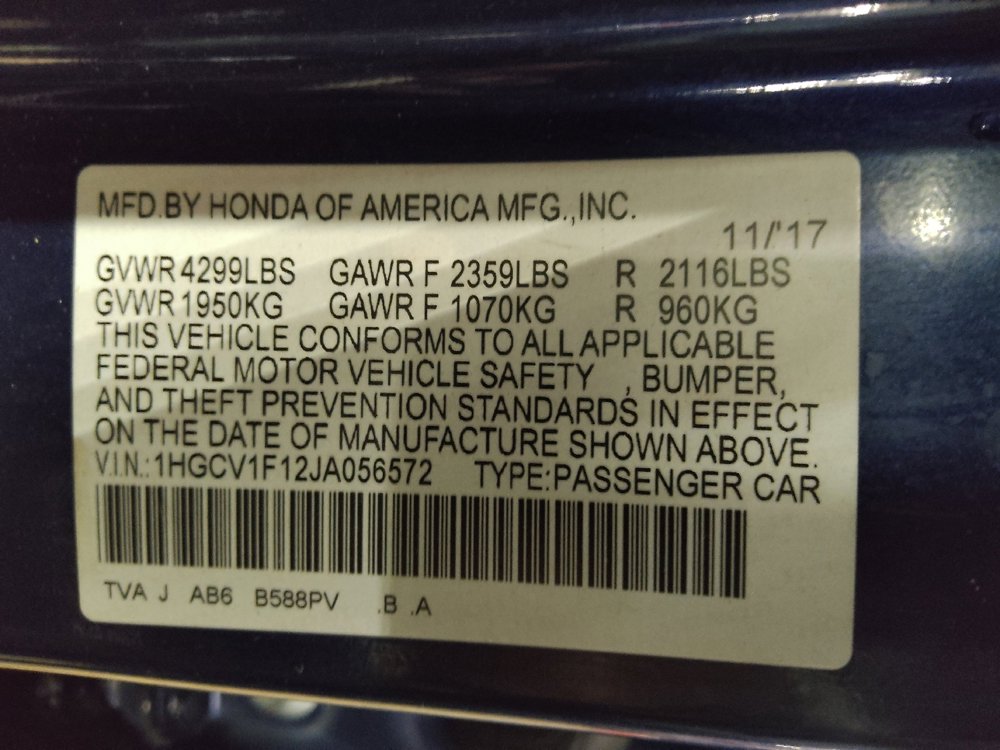 MFD.BY HONDA OF AMERICA MFG.,INC.
11/'17
GVWR 4299LBS GAWR F 2359LBS R 2116LBS
GVWR 1950KG GAWR F 1070KG R 960KG
THIS VEHICLE CONFORMS TO ALL APPLICABLE
FEDERAL MOTOR VEHICLE SAFETY , BUMPER,
AND THEFT PREVENTION STANDARDS IN EFFECT
ON THE DATE OF MANUFACTURE SHOWN ABOVE.
V.I.N.:1HGCV1F12JA056572 TYPE:PASSENGER CAR
TVA J AB6 B588PV .B .A